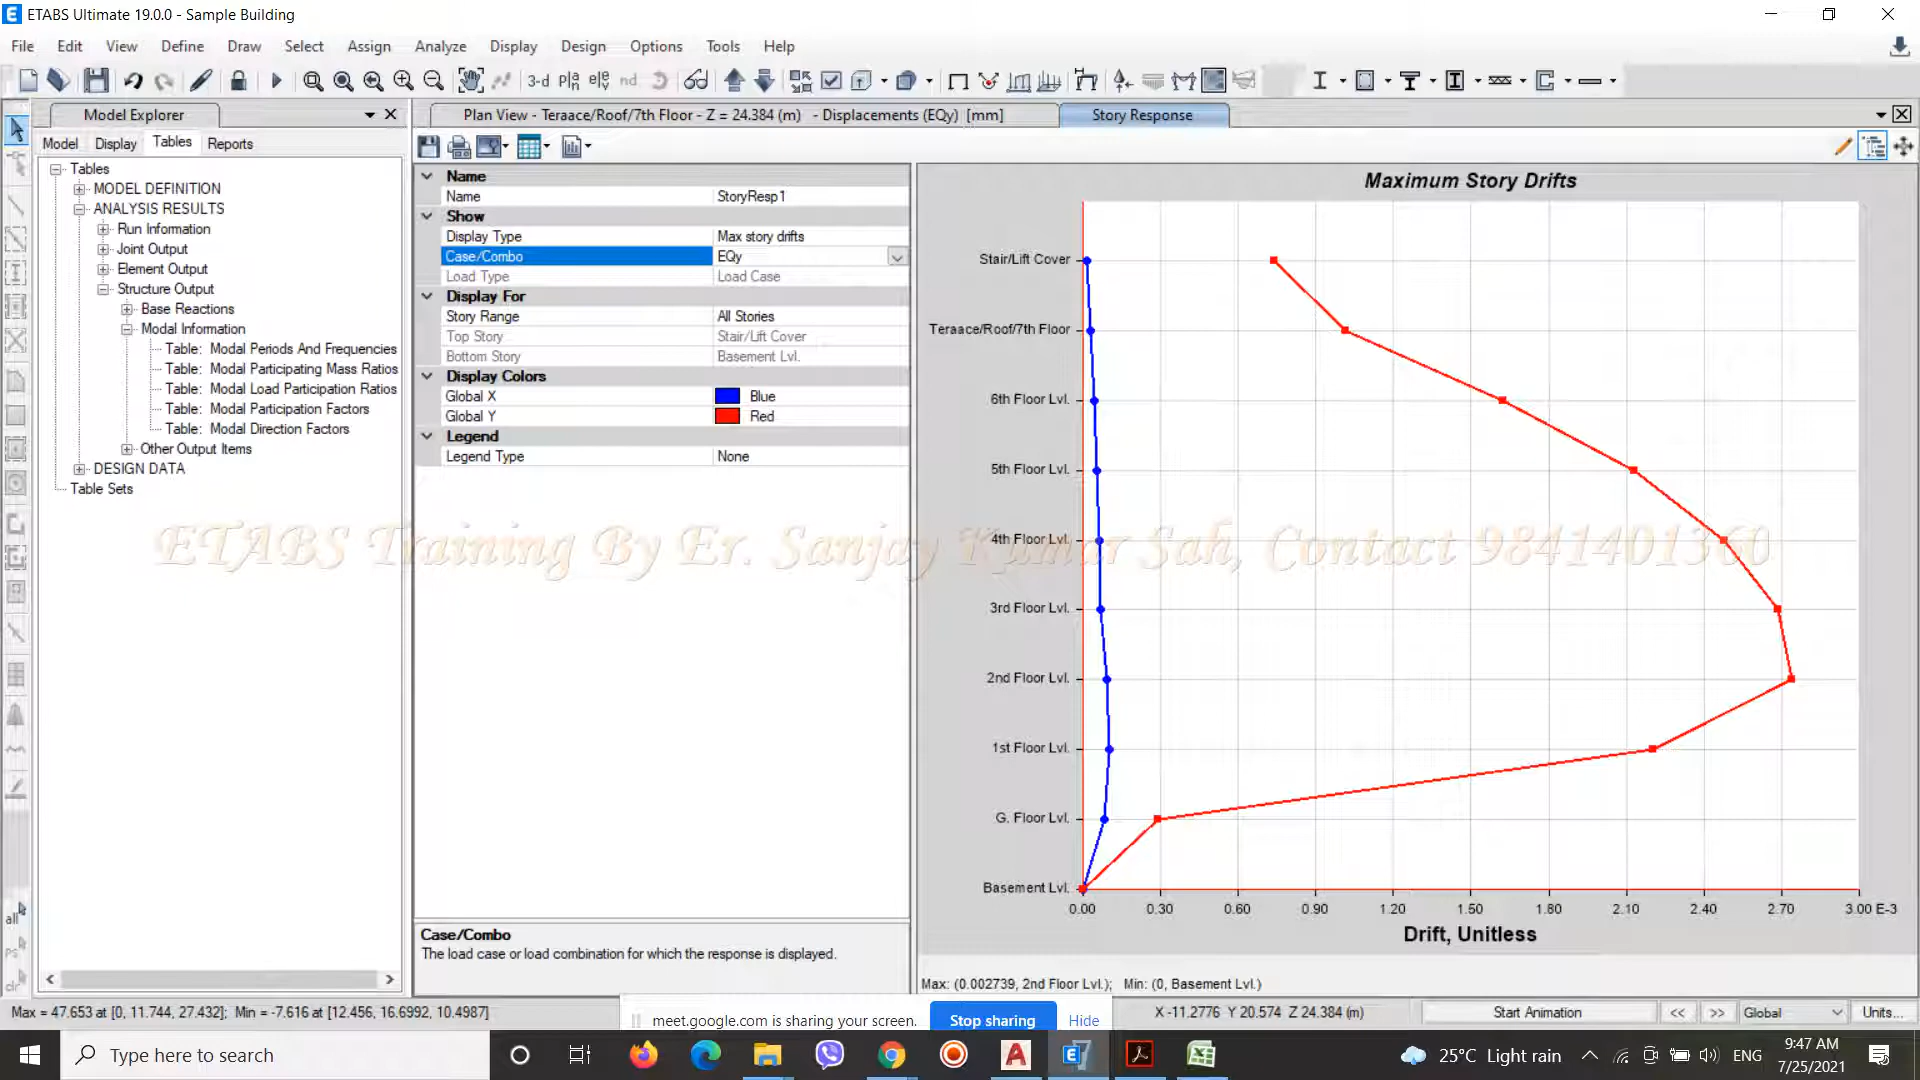 ETABS Ultimate 19.0.0 - Sample Building
File Edit View Define Draw Select Assign Analyze Display Design Options Tools Help
3-d Pla ele nd
Model Explorer
Plan View - Teraace/Roof/7th Floor - Z = 24.384 (m) - Displacements (EQy) [mm]
Story Response
Model Display Tables Reports
Tables
MODEL DEFINITION
ANALYSIS RESULTS
Run Information
Joint Output
Element Output
Structure Output
Base Reactions
Modal Information
Table: Modal Periods And Frequencies
Table: Modal Participating Mass Ratios
Table: Modal Load Participation Ratios
Table: Modal Participation Factors
Table: Modal Direction Factors
Other Output Items
DESIGN DATA
Table Sets
Name
Name StoryResp1
Show
Display Type Max story drifts
Case/Combo EQy
Load Type Load Case
Display For
Story Range All Stories
Top Story Stair/Lift Cover
Bottom Story Basement Lvl.
Display Colors
Global X Blue
Global Y Red
Legend
Legend Type None
Case/Combo
The load case or load combination for which the response is displayed.
Maximum Story Drifts
Stair/Lift Cover
Teraace/Roof/7th Floor
6th Floor Lvl.
5th Floor Lvl.
4th Floor Lvl.
3rd Floor Lvl.
2nd Floor Lvl.
1st Floor Lvl.
G. Floor Lvl.
Basement Lvl.
0.00 0.30 0.60 0.90 1.20 1.50 1.80 2.10 2.40 2.70 3.00 E-3
Drift, Unitless
Max: (0.002739, 2nd Floor Lvl.); Min: (0, Basement Lvl.)
ETABS Training By Er. Sanjay Kumar Sah, Contact 9841401360
all
PS
clr
Max = 47.653 at [0, 11.744, 27.432]; Min = -7.616 at [12.456, 16.6992, 10.4987]
meet.google.com is sharing your screen. Stop sharing Hide
X -11.2776 Y 20.574 Z 24.384 (m)
Start Animation << >> Global Units...
Type here to search
25°C Light rain
ENG
9:47 AM
7/25/2021